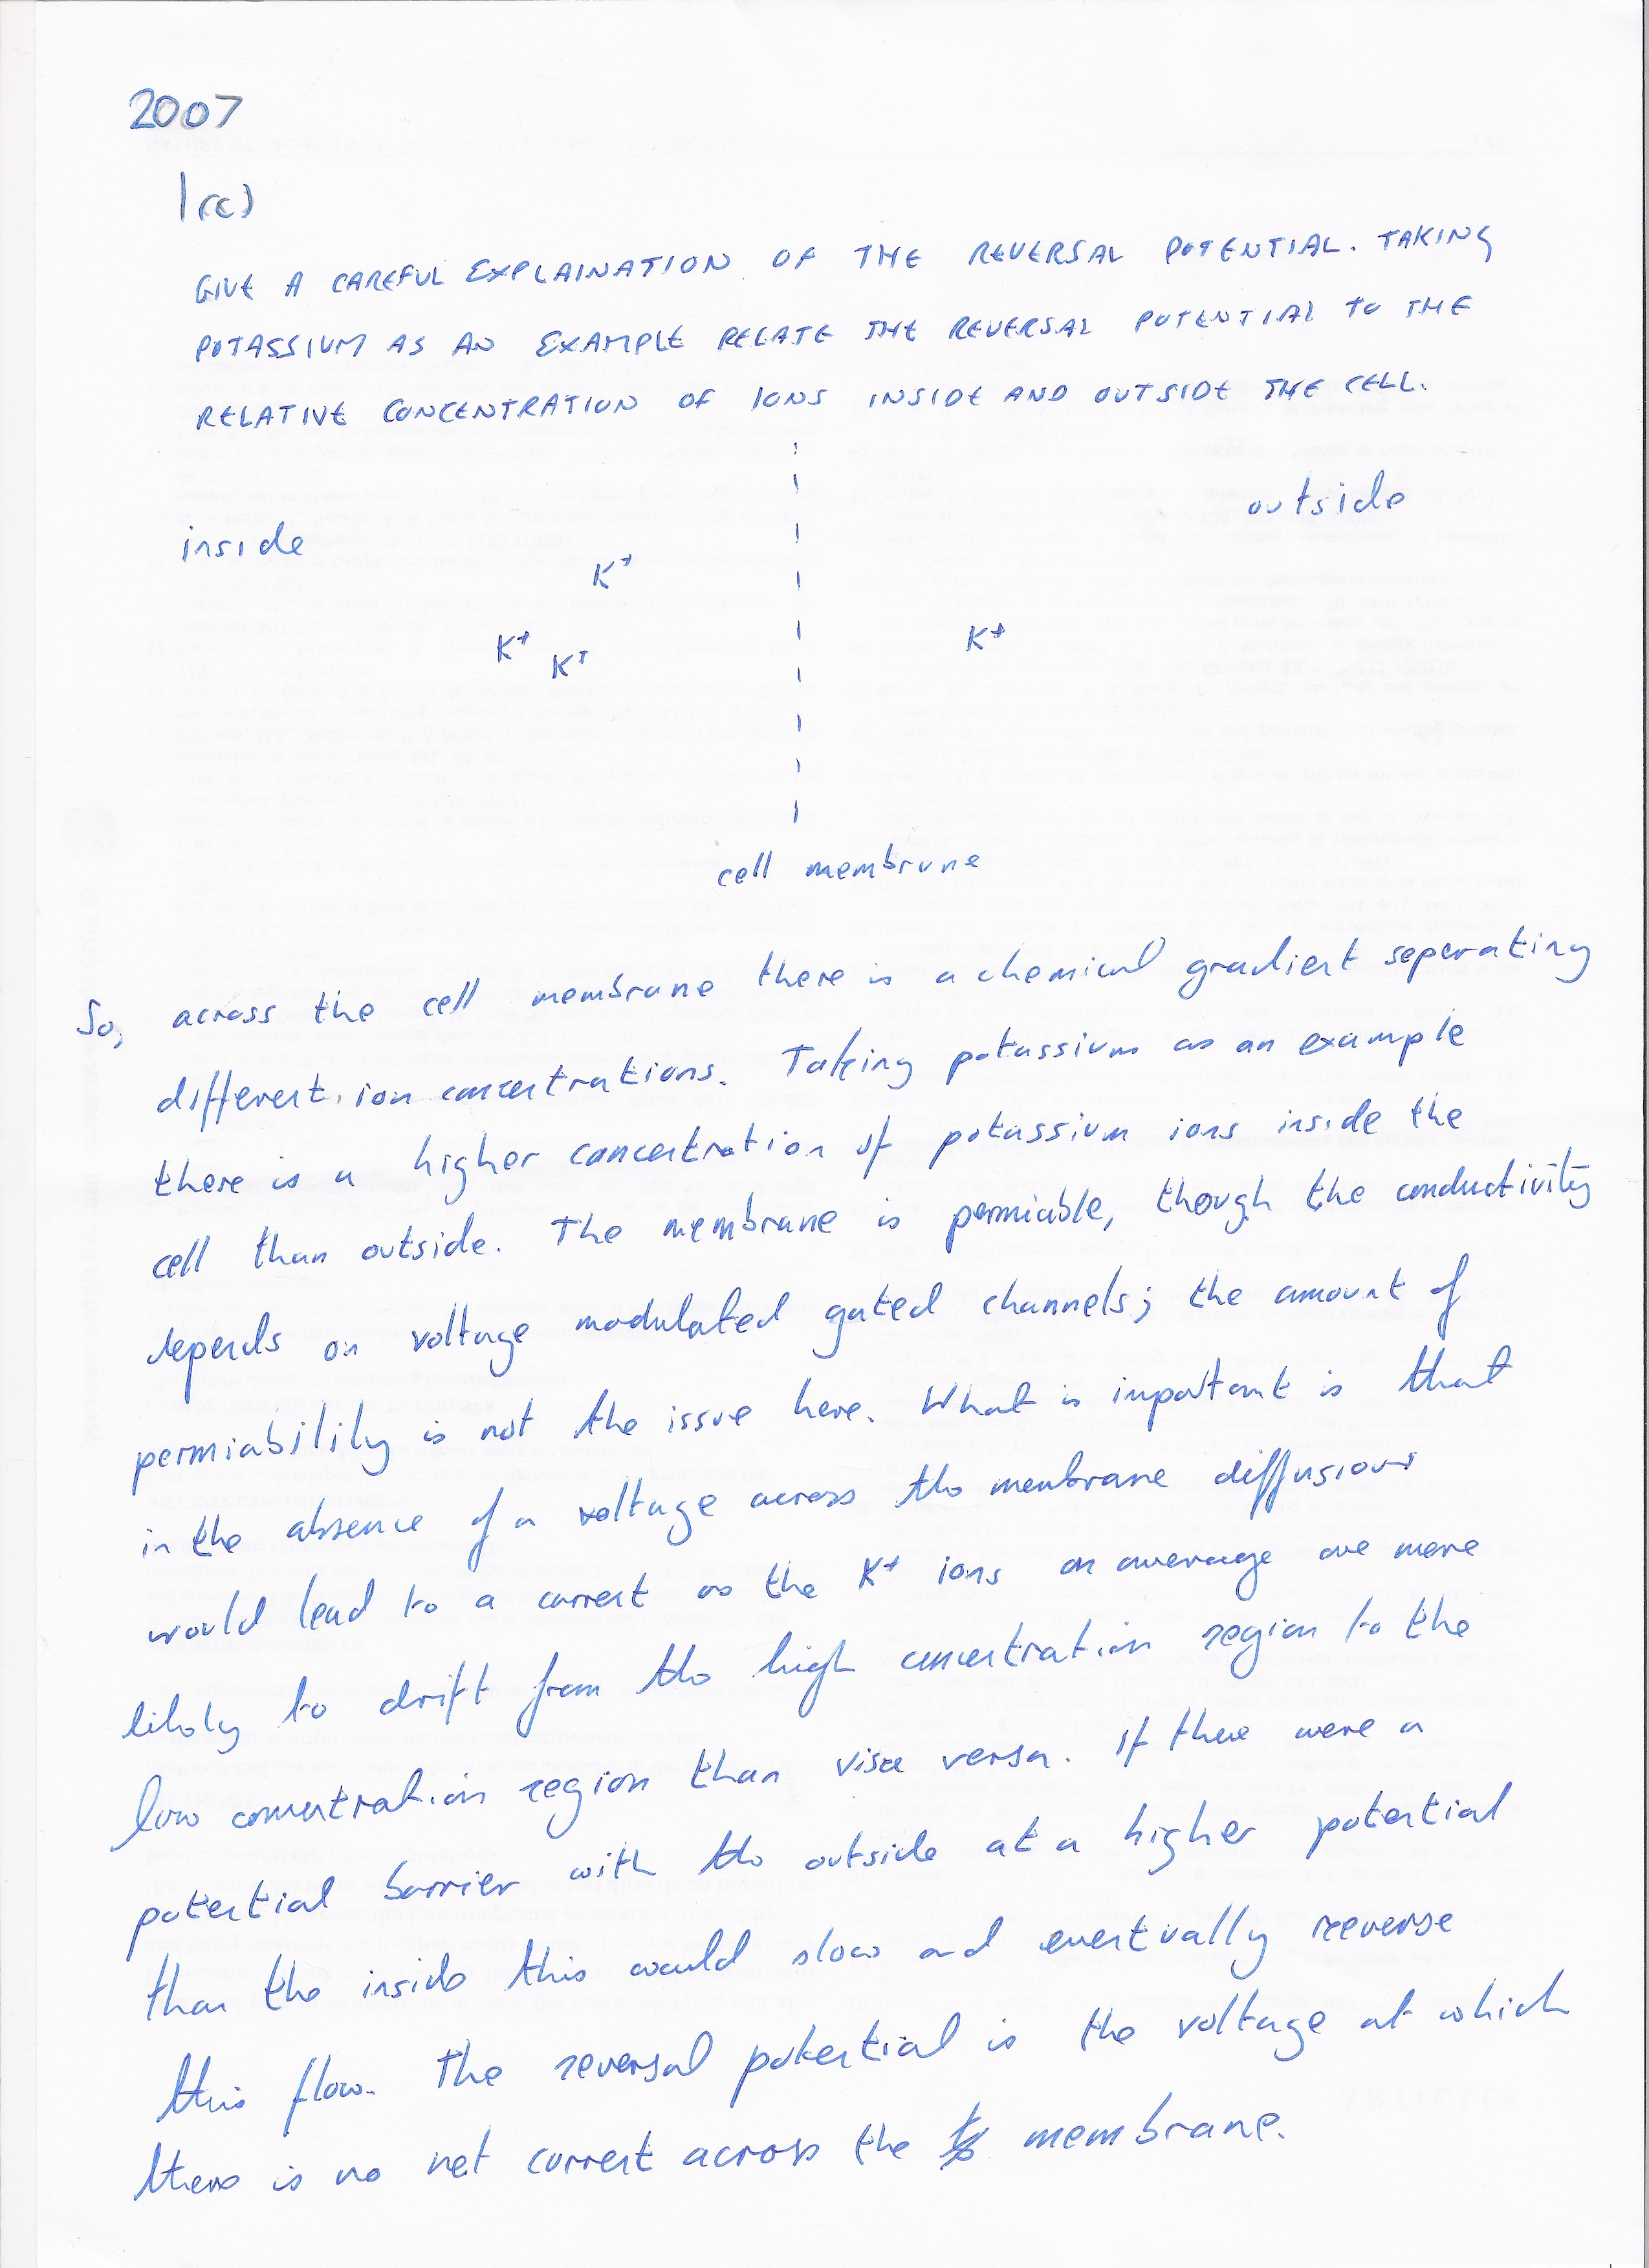 2007
1(c)
GIVE A CAREFUL EXPLAINATION OF THE REVERSAL POTENTIAL. TAKING
POTASSIUM AS AN EXAMPLE RELATE THE REVERSAL POTENTIAL TO THE
RELATIVE CONCENTRATION OF IONS INSIDE AND OUTSIDE THE CELL.
outside
inside
K+
K+
K+
K+
cell membrane
So, across the cell membrane there is a chemical gradient seperating
different ion concentrations. Taking potassium as an example
there is a higher concentration of potassium ions inside the
cell than outside. The membrane is permiable, though the conductivity
depends on voltage modulated gated channels; the amount of
permiability is not the issue here. What is important is that
in the absence of a voltage across the membrane diffusion
would lead to a current as the K+ ions on average are more
likely to drift from the high concentration region to the
low concentration region than visa versa. If there were a
potential barrier with the outside at a higher potential
than the inside this would slow and eventually reverse
this flow. The reversal potential is the voltage at which
there is no net current across the membrane.